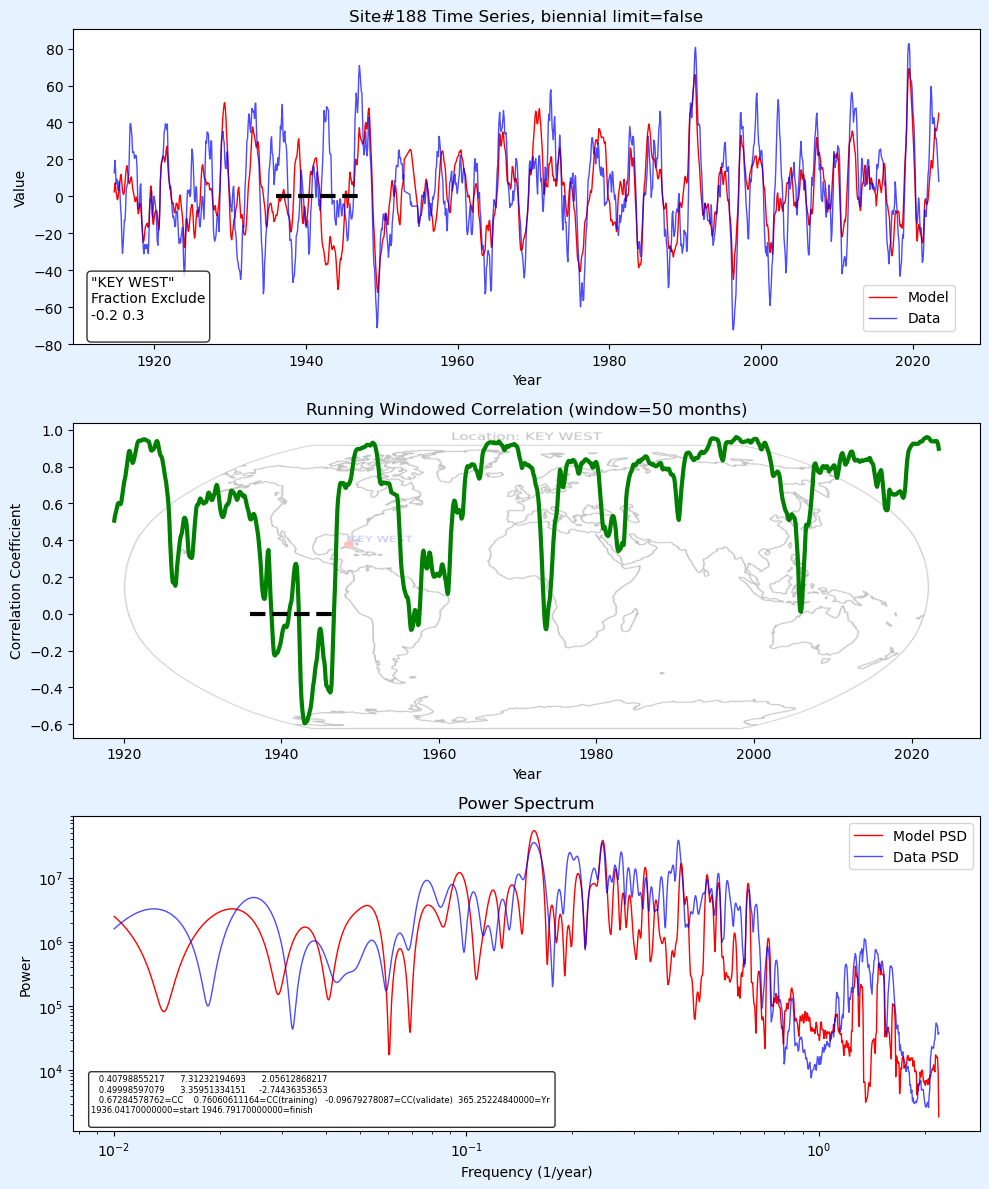 Site#188 Time Series, biennial limit=false
80
60
40
20
0
−20
−40
−60
−80
Value
"KEY WEST"
Fraction Exclude
-0.2 0.3
Model
Data
1920 1940 1960 1980 2000 2020
Year
Running Windowed Correlation (window=50 months)
Location: KEY WEST
KEY WEST
1.0
0.8
0.6
0.4
0.2
0.0
−0.2
−0.4
−0.6
Correlation Coefficient
1920 1940 1960 1980 2000 2020
Year
Power Spectrum
Model PSD
Data PSD
10⁷
10⁶
10⁵
10⁴
Power
0.40798855217 7.31232194693 2.05612868217
0.49998597079 3.35951334151 -2.74436353653
0.67284578762=CC 0.76060611164=CC(training) -0.09679278087=CC(validate) 365.25224840000=Yr
1936.04170000000=start 1946.79170000000=finish
10⁻² 10⁻¹ 10⁰
Frequency (1/year)